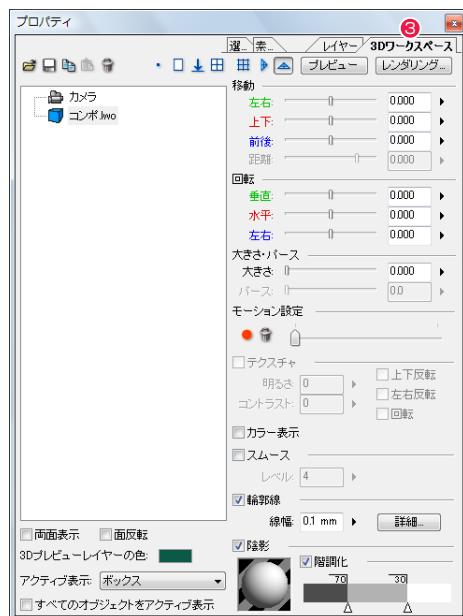 プロパティ
3
選... 索... レイヤー 3Dワークスペース
プレビュー レンダリング...
カメラ
コンポ.lwo
移動
左右: 0.000
上下: 0.000
前後: 0.000
距離: 0.000
回転
垂直: 0.000
水平: 0.000
左右: 0.000
大きさ・パース
大きさ: 0.000
パース: 0.0
モーション設定
テクスチャ
明るさ: 0
コントラスト: 0
上下反転
左右反転
回転
カラー表示
スムース
レベル: 4
輪郭線
線幅: 0.1 mm 詳細...
陰影
階調化
70 30
両面表示 面反転
3Dプレビューレイヤーの色:
アクティブ表示: ボックス
すべてのオブジェクトをアクティブ表示